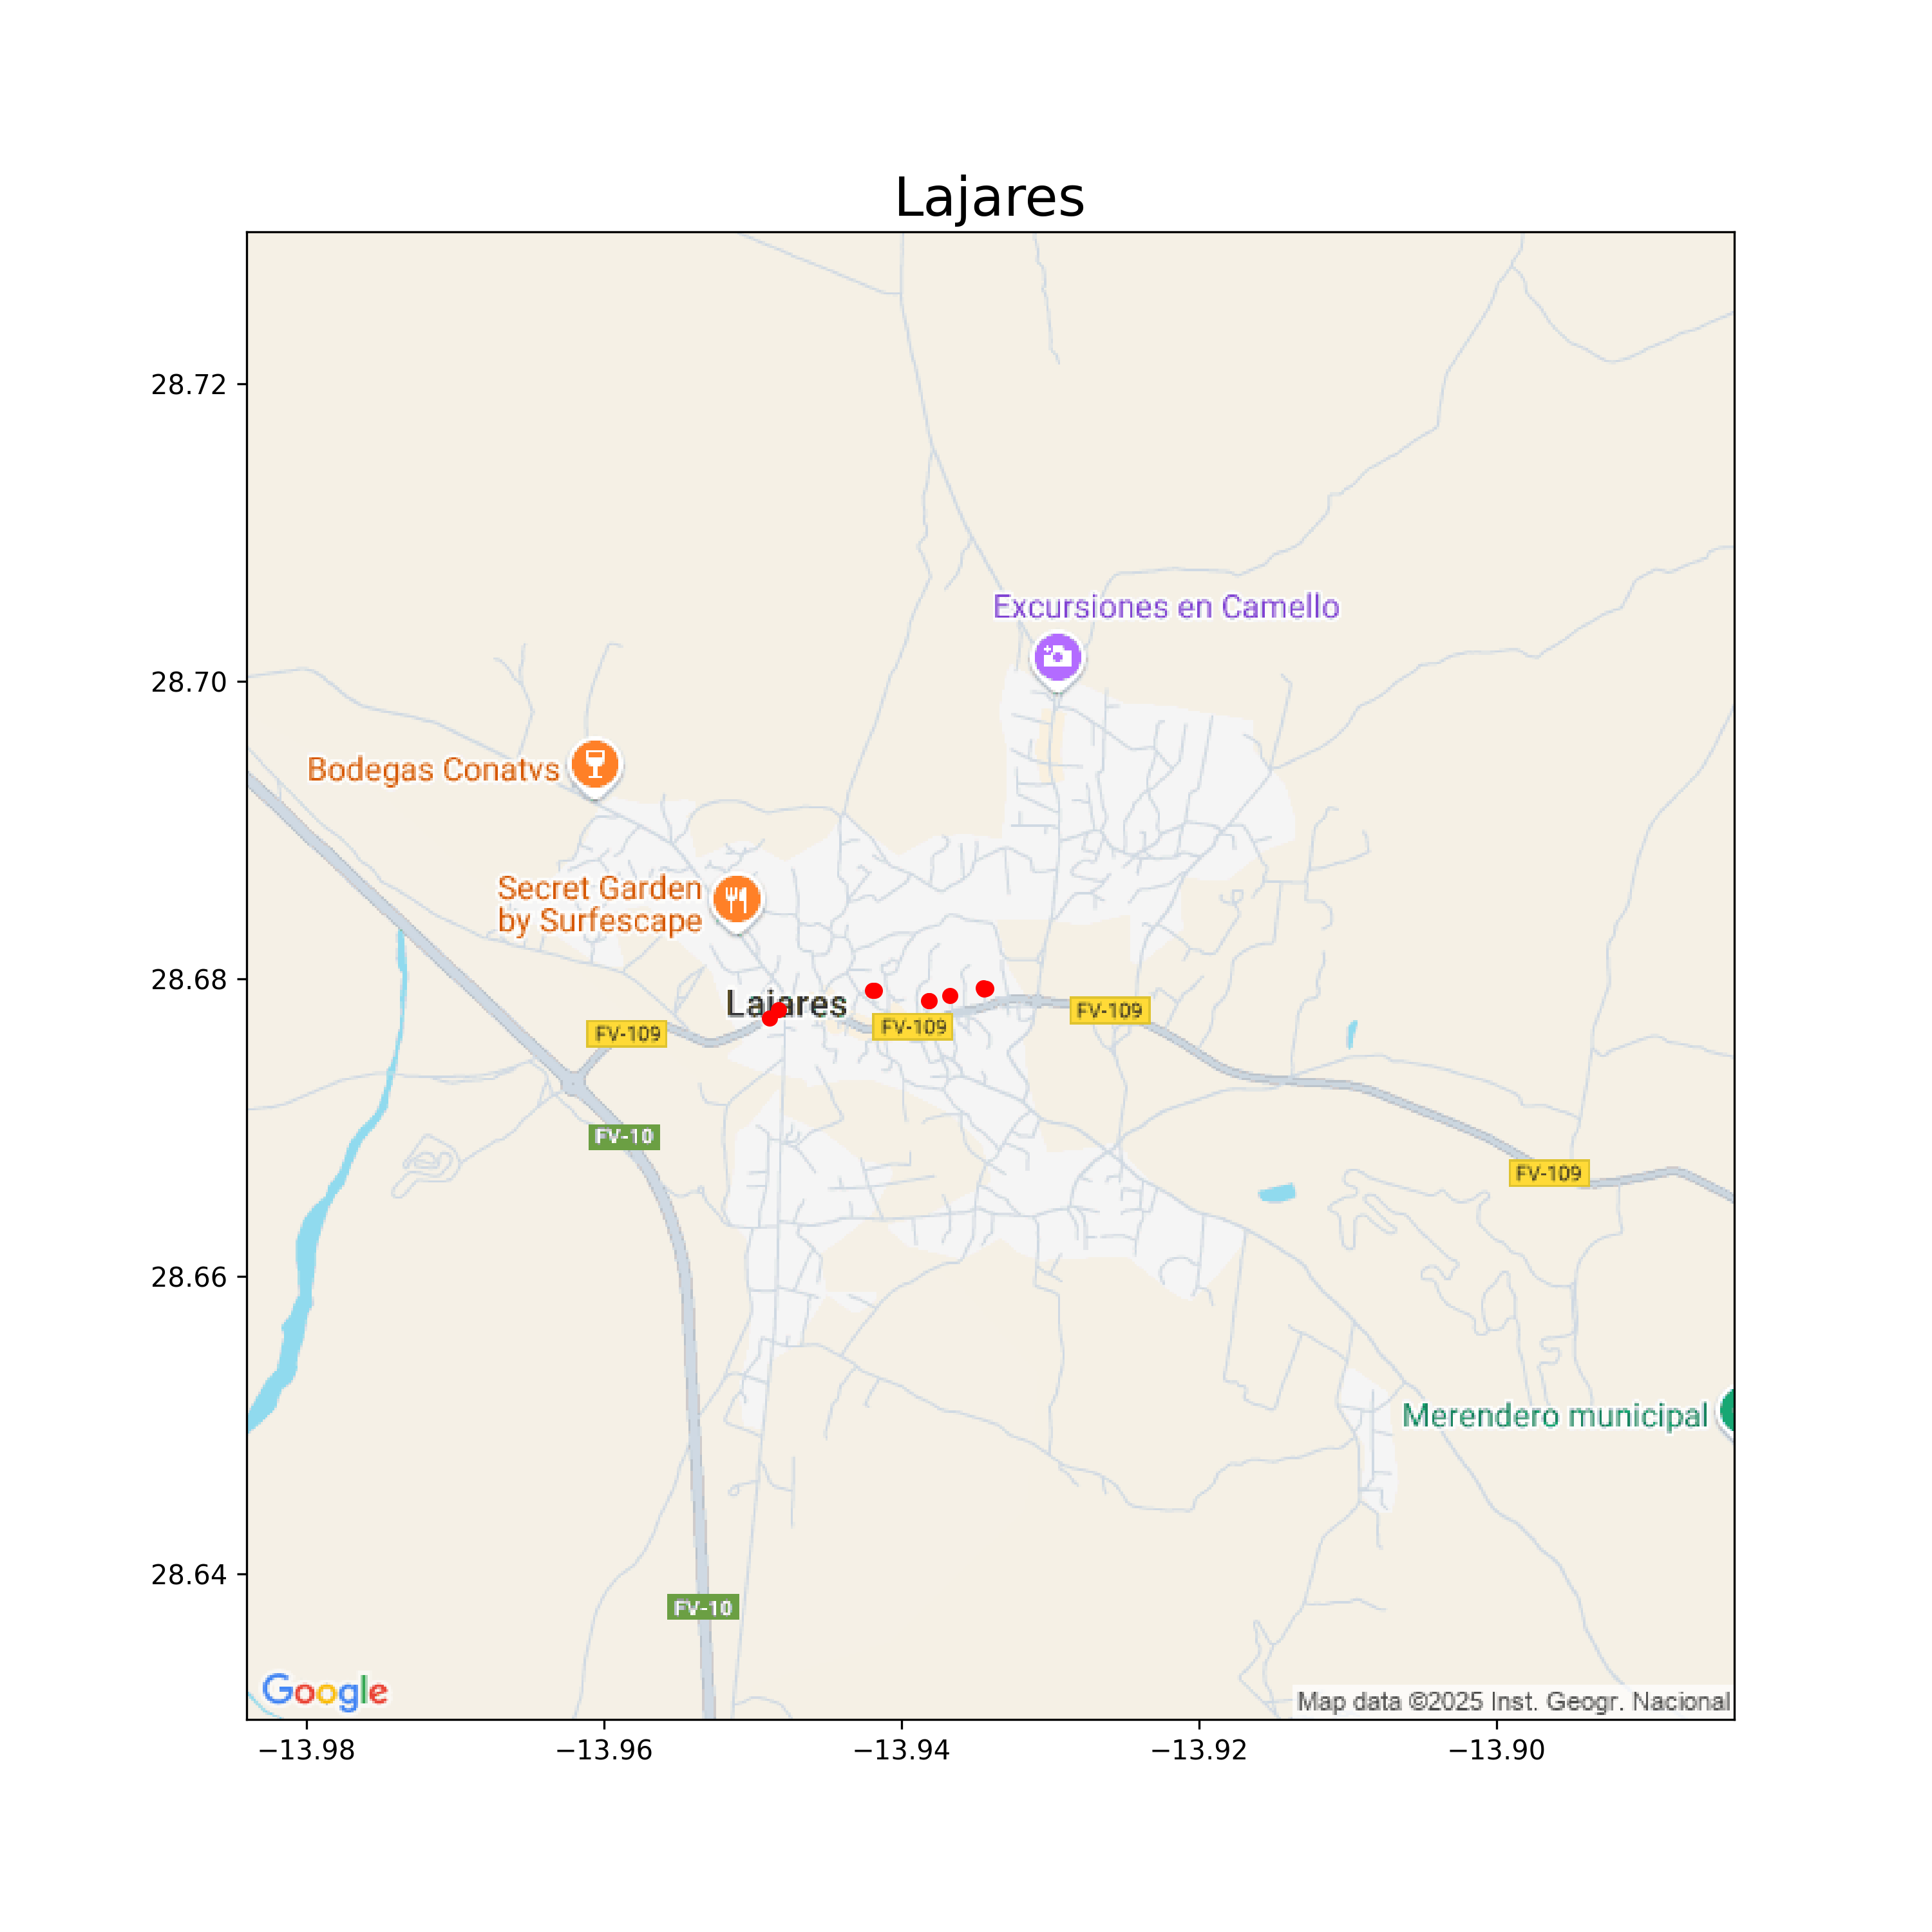 Lajares
28.72
Excursiones en Camello
28.70
Bodegas Conatvs
Secret Garden
by Surfescape
28.68
Lajares
FV-109
FV-109
FV-109
FV-10
FV-109
28.66
Merendero municipal
28.64
FV-10
Google
Map data ©2025 Inst. Geogr. Nacional
−13.98
−13.96
−13.94
−13.92
−13.90